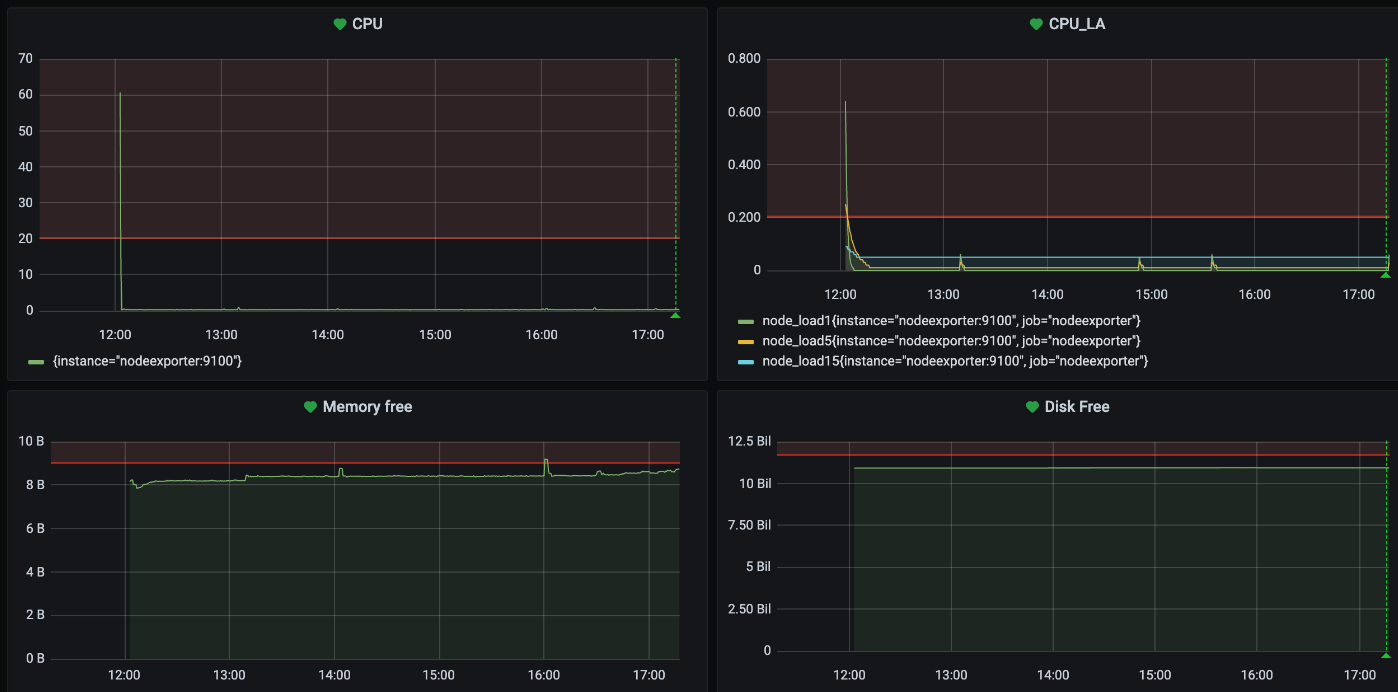 CPU
70
60
50
40
30
20
10
0
12:00 13:00 14:00 15:00 16:00 17:00
{instance="nodeexporter:9100"}
CPU_LA
0.800
0.600
0.400
0.200
0
12:00 13:00 14:00 15:00 16:00 17:00
node_load1{instance="nodeexporter:9100", job="nodeexporter"}
node_load5{instance="nodeexporter:9100", job="nodeexporter"}
node_load15{instance="nodeexporter:9100", job="nodeexporter"}
Memory free
10 B
8 B
6 B
4 B
2 B
0 B
12:00 13:00 14:00 15:00 16:00 17:00
Disk Free
12.5 Bil
10 Bil
7.50 Bil
5 Bil
2.50 Bil
0
12:00 13:00 14:00 15:00 16:00 17:00